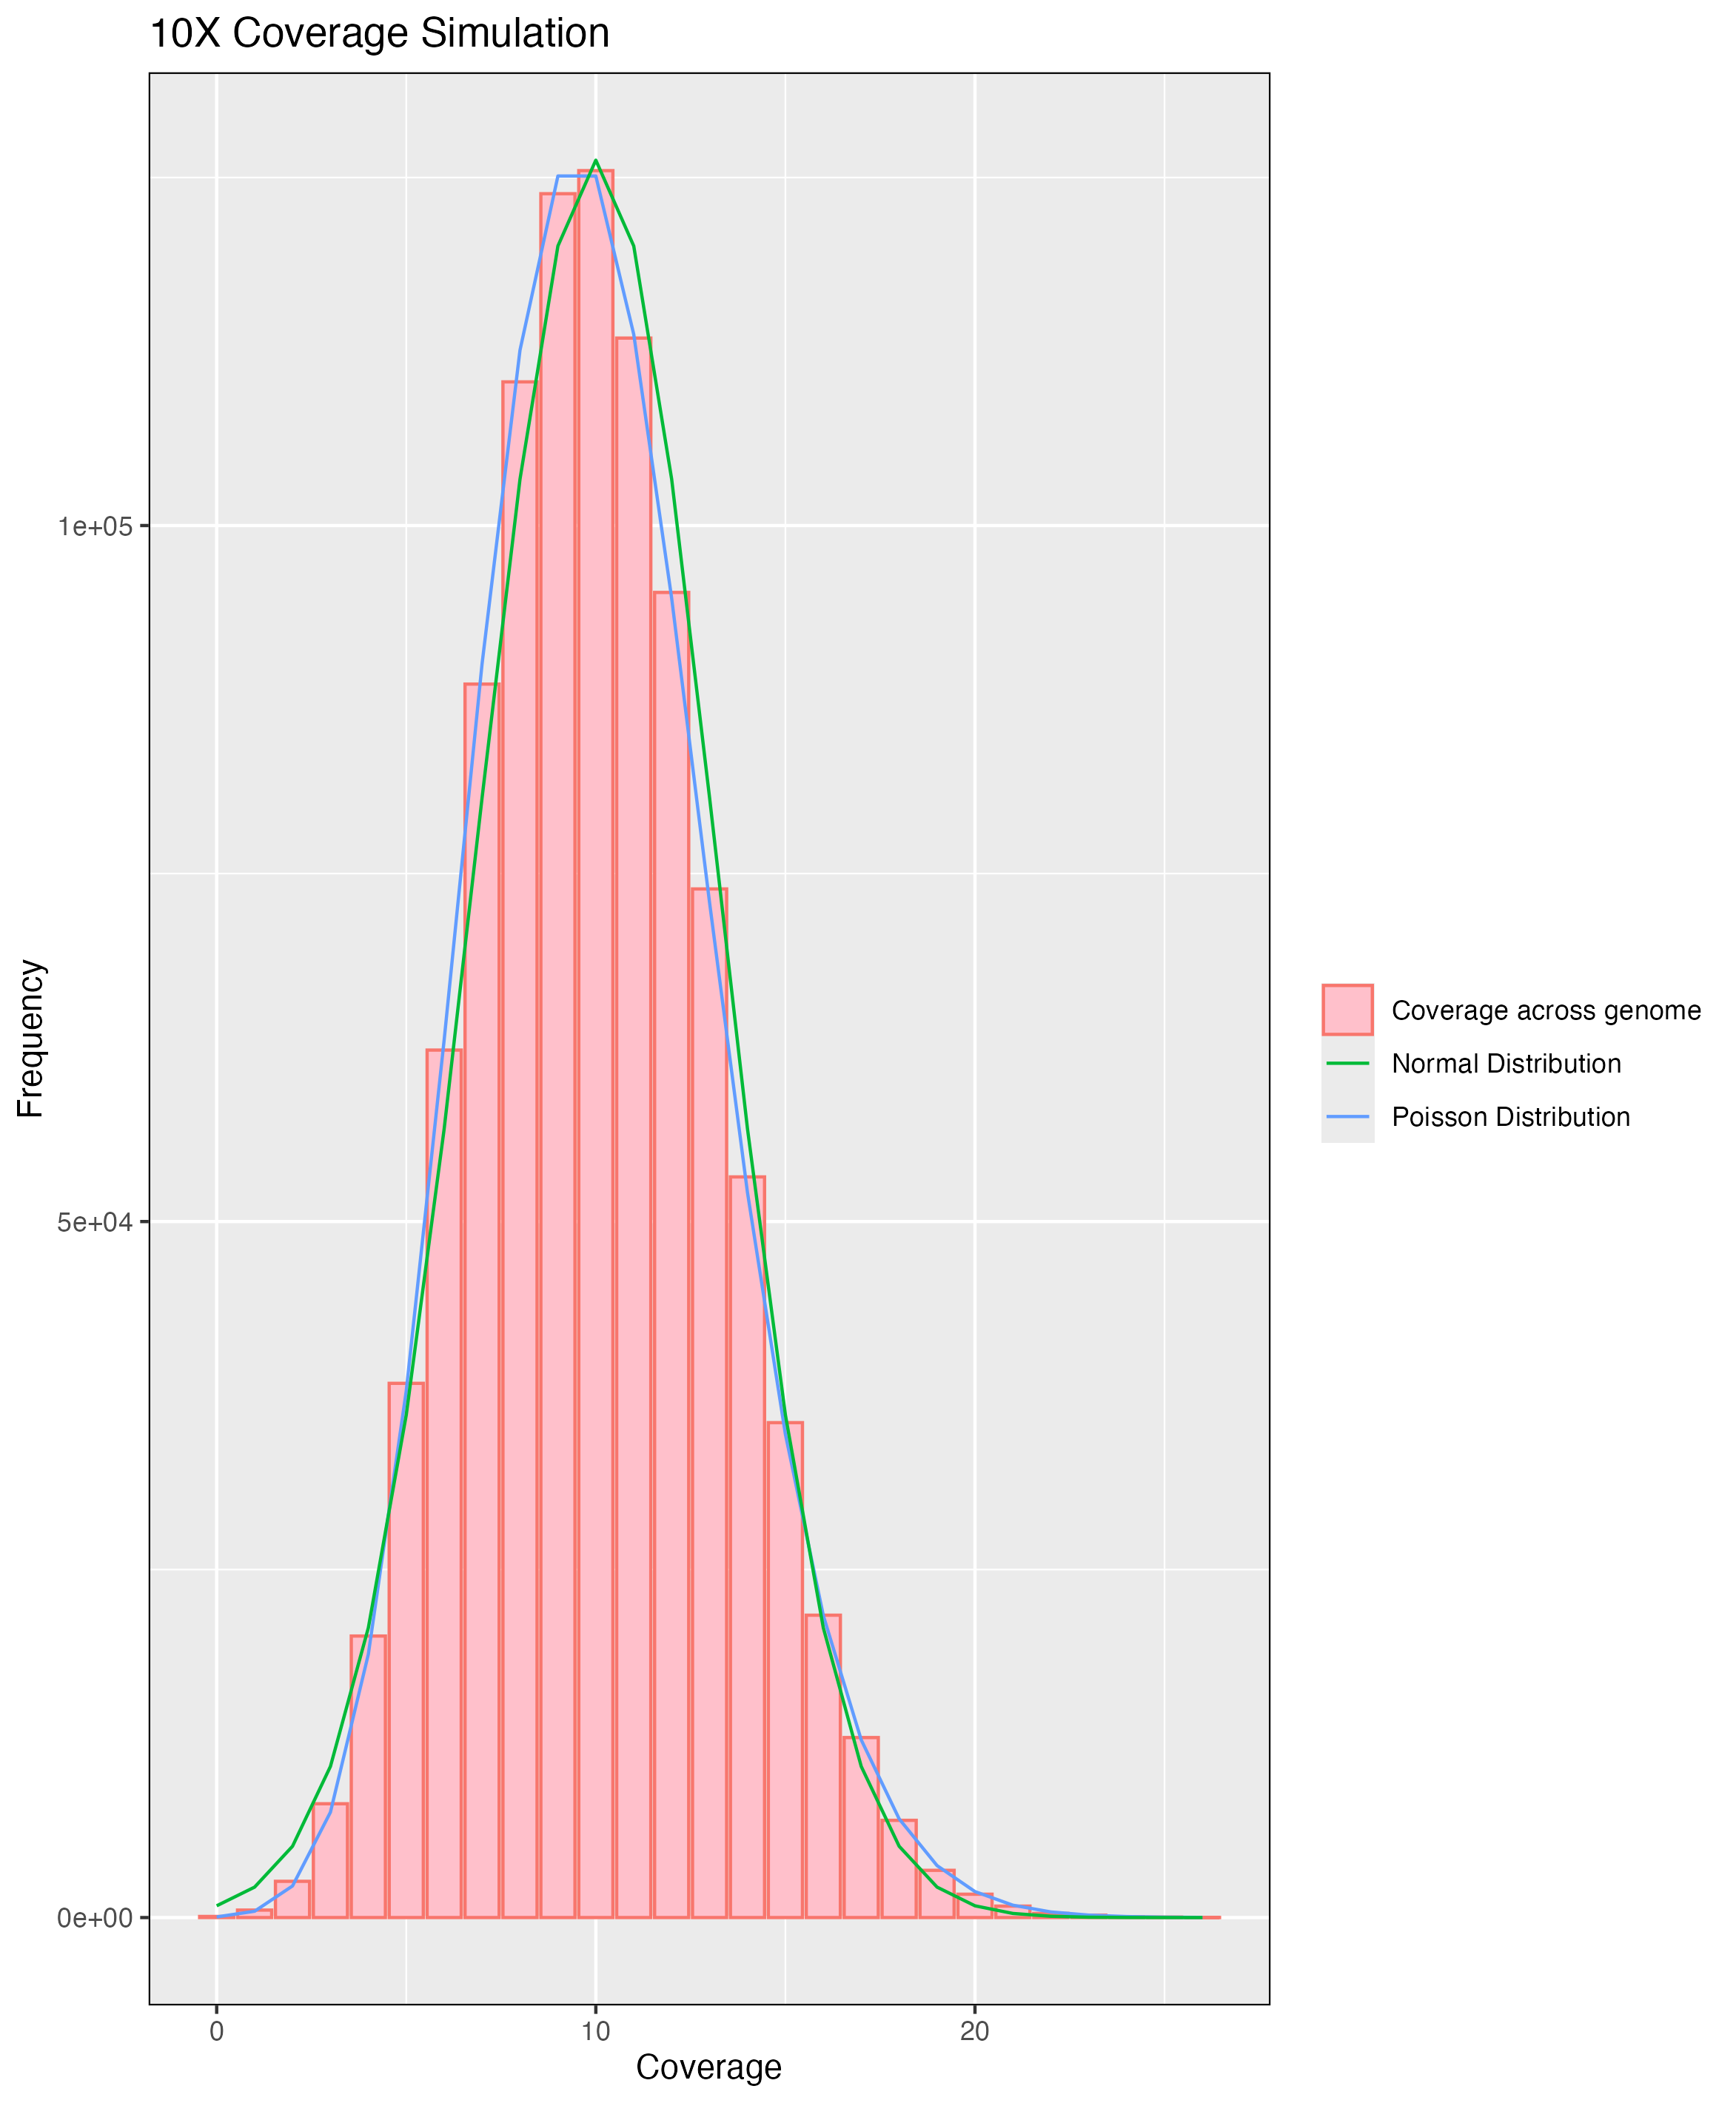 10X Coverage Simulation
Frequency
1e+05
5e+04
0e+00
0
10
20
Coverage
Coverage across genome
Normal Distribution
Poisson Distribution